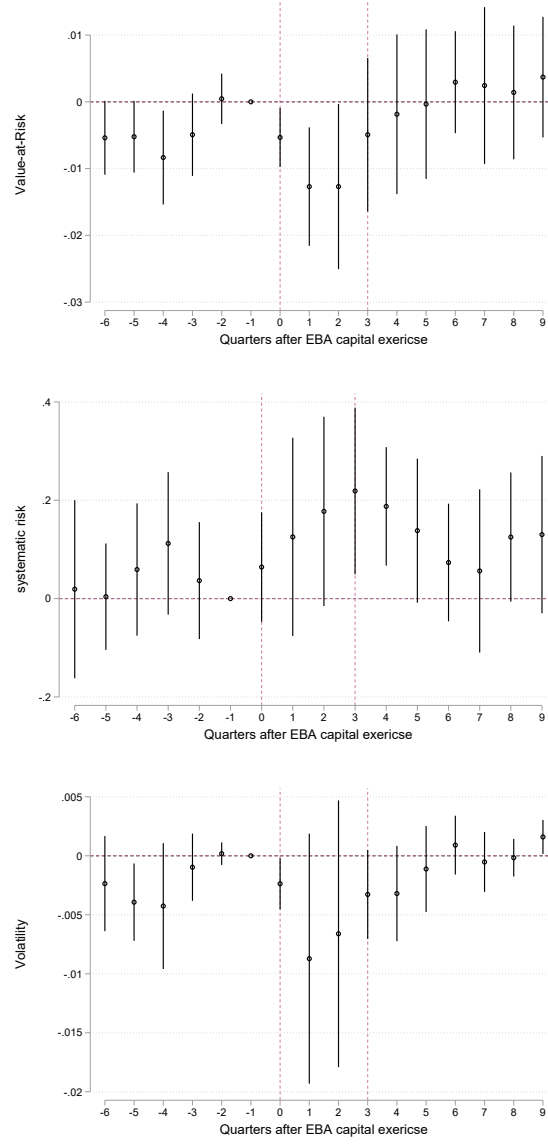 .01
0
-.01
-.02
-.03
Value-at-Risk
-6 -5 -4 -3 -2 -1 0 1 2 3 4 5 6 7 8 9
Quarters after EBA capital exericse
.4
.2
0
-.2
systematic risk
-6 -5 -4 -3 -2 -1 0 1 2 3 4 5 6 7 8 9
Quarters after EBA capital exericse
.005
0
-.005
-.01
-.015
-.02
Volatility
-6 -5 -4 -3 -2 -1 0 1 2 3 4 5 6 7 8 9
Quarters after EBA capital exericse